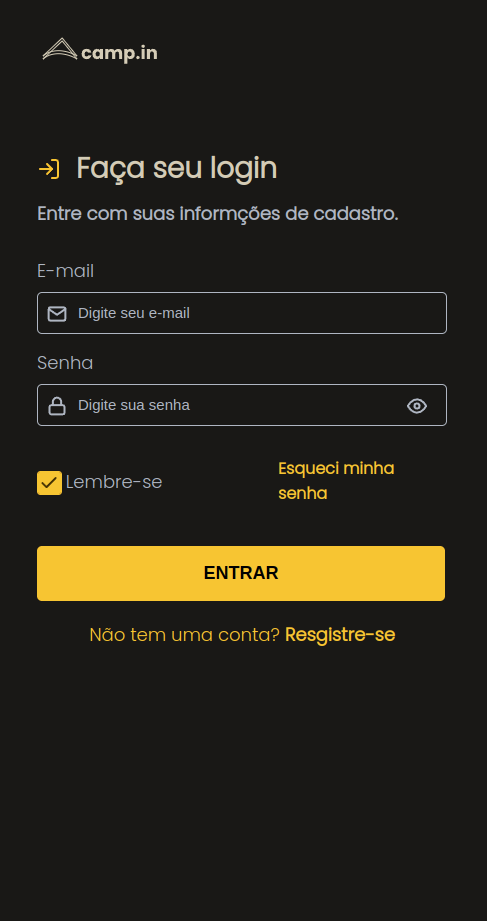 camp.in
Faça seu login
Entre com suas informções de cadastro.
E-mail
Digite seu e-mail
Senha
Digite sua senha
Lembre-se
Esqueci minha
senha
ENTRAR
Não tem uma conta? Resgistre-se